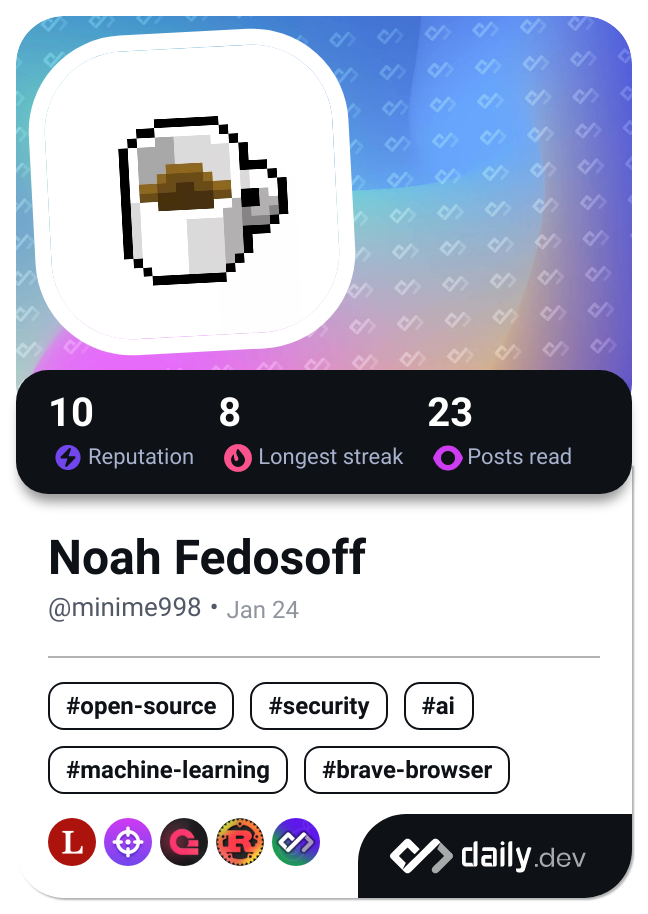 10 8 23
Reputation Longest streak Posts read
Noah Fedosoff
@minime998 • Jan 24
#open-source #security #ai
#machine-learning #brave-browser
L R daily.dev